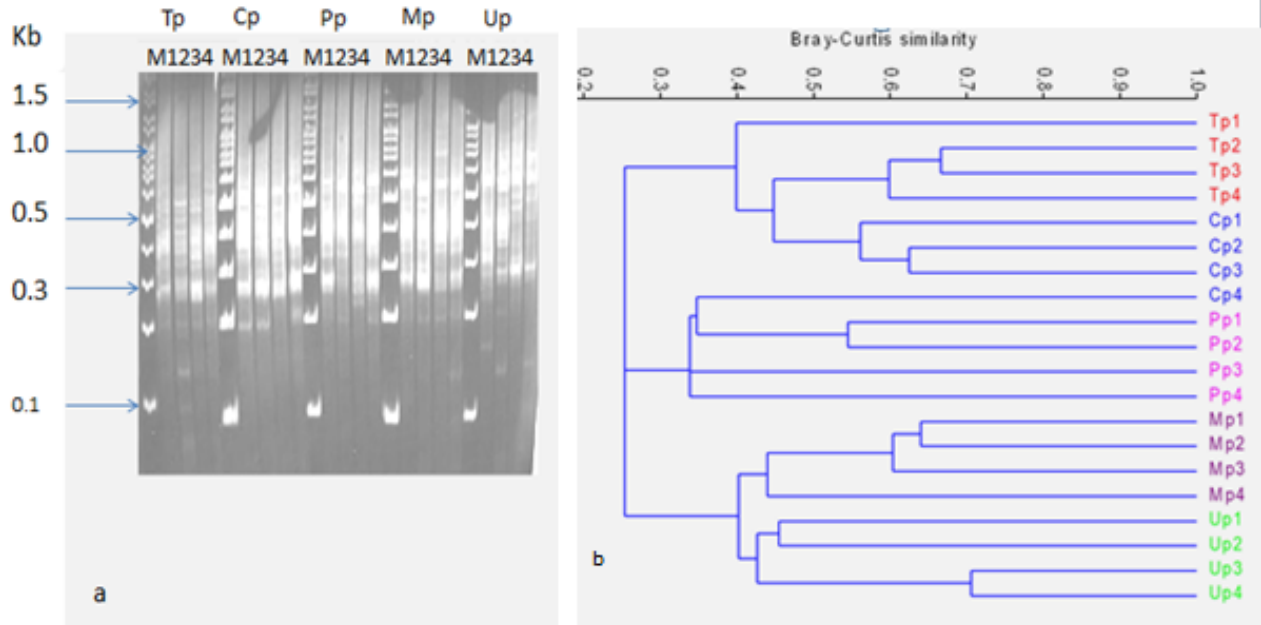 Tp Cp Pp Mp Up
Kb
M1234 M1234 M1234 M1234 M1234
1.5
1.0
0.5
0.3
0.1
a
Bray-Curtis similarity
0.2 0.3 0.4 0.5 0.6 0.7 0.8 0.9 1.0
Tp1
Tp2
Tp3
Tp4
Cp1
Cp2
Cp3
Cp4
Pp1
Pp2
Pp3
Pp4
Mp1
Mp2
Mp3
Mp4
Up1
Up2
Up3
Up4
b